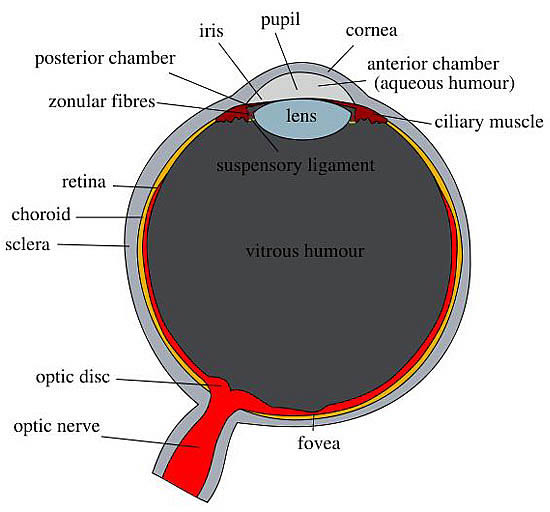 pupil
iris
cornea
posterior chamber
anterior chamber
(aqueous humour)
zonular fibres
lens
ciliary muscle
suspensory ligament
retina
choroid
sclera
vitrous humour
optic disc
optic nerve
fovea